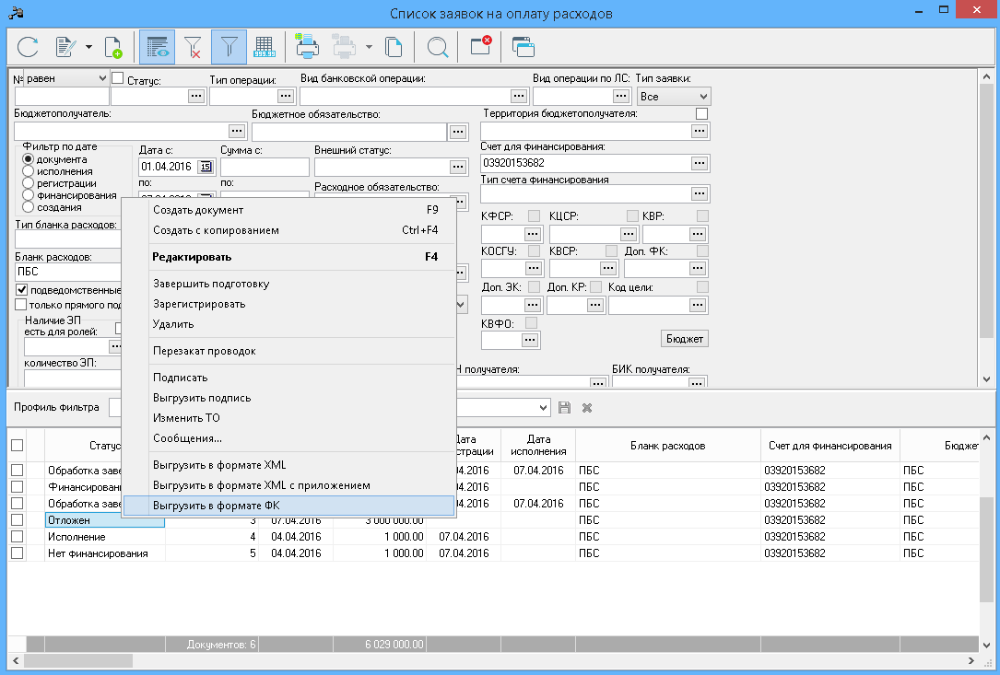 Список заявок на оплату расходов
№ равен Статус: Тип операции: Вид банковской операции: Вид операции по ЛС: Тип заявки:
Все
Бюджетополучатель: Бюджетное обязательство: Территория бюджетополучателя:
Фильтр по дате Дата с: Сумма с: Внешний статус: Счет для финансирования:
документа 01.04.2016 15 03920153682
исполнения
регистрации по: по: Расходное обязательство: Тип счета финансирования
финансирования
создания
Создать документ F9
КФСР: КЦСР: КВР:
Тип бланка расходов: Создать с копированием Ctrl+F4
КОСГУ: КВСР: Доп. ФК:
Бланк расходов: Редактировать F4
ПБС
подведомственные Завершить подготовку Доп. ЭК: Доп. КР: Код цели:
только прямого под Зарегистрировать
Наличие ЭП Удалить КВФО:
есть для ролей:
Перезакат проводок Бюджет
количество ЭП:
Н получателя: БИК получателя:
Подписать
Выгрузить подпись
Профиль фильтра
Изменить ТО
Сообщения...
Статус Дата страции Дата исполнения Бланк расходов Счет для финансирования Бюджет
Выгрузить в формате XML
Обработка заве 04.2016 07.04.2016 ПБС 03920153682 ПБС
Выгрузить в формате XML с приложением
Финансирован 04.2016 ПБС 03920153682 ПБС
Выгрузить в формате ФК
Обработка заве 04.2016 07.04.2016 ПБС 03920153682 ПБС
Отложен 3 07.04.2016 3 000 000.00 ПБС 03920153682 ПБС
Исполнение 4 04.04.2016 1 000.00 07.04.2016 ПБС 03920153682 ПБС
Нет финансирования 5 04.04.2016 1 000.00 07.04.2016 ПБС 03920153682 ПБС
Документов: 6 6 029 000.00